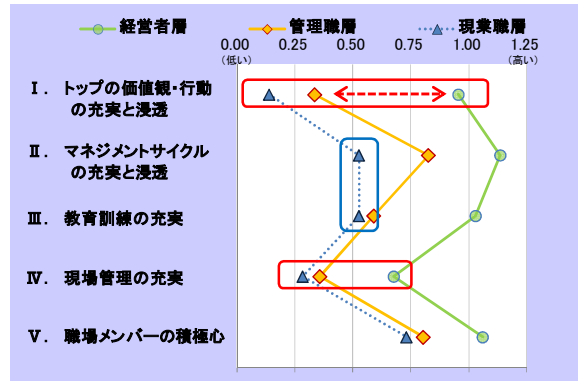 経営者層 管理職層 現業職層
0.00 0.25 0.50 0.75 1.00 1.25
（低い） （高い）
Ⅰ． トップの価値観・行動
の充実と浸透
Ⅱ． マネジメントサイクル
の充実と浸透
Ⅲ． 教育訓練の充実
Ⅳ． 現場管理の充実
Ⅴ． 職場メンバーの積極心